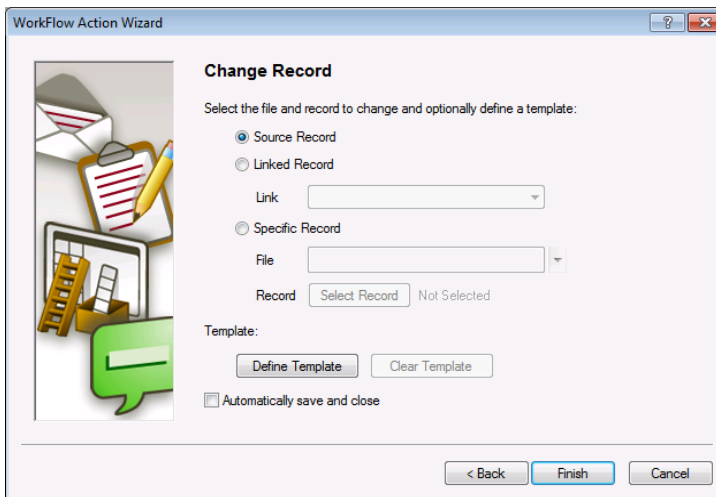 WorkFlow Action Wizard
Change Record
Select the file and record to change and optionally define a template:
Source Record
Linked Record
Link
Specific Record
File
Record Select Record Not Selected
Template:
Define Template Clear Template
Automatically save and close
< Back Finish Cancel